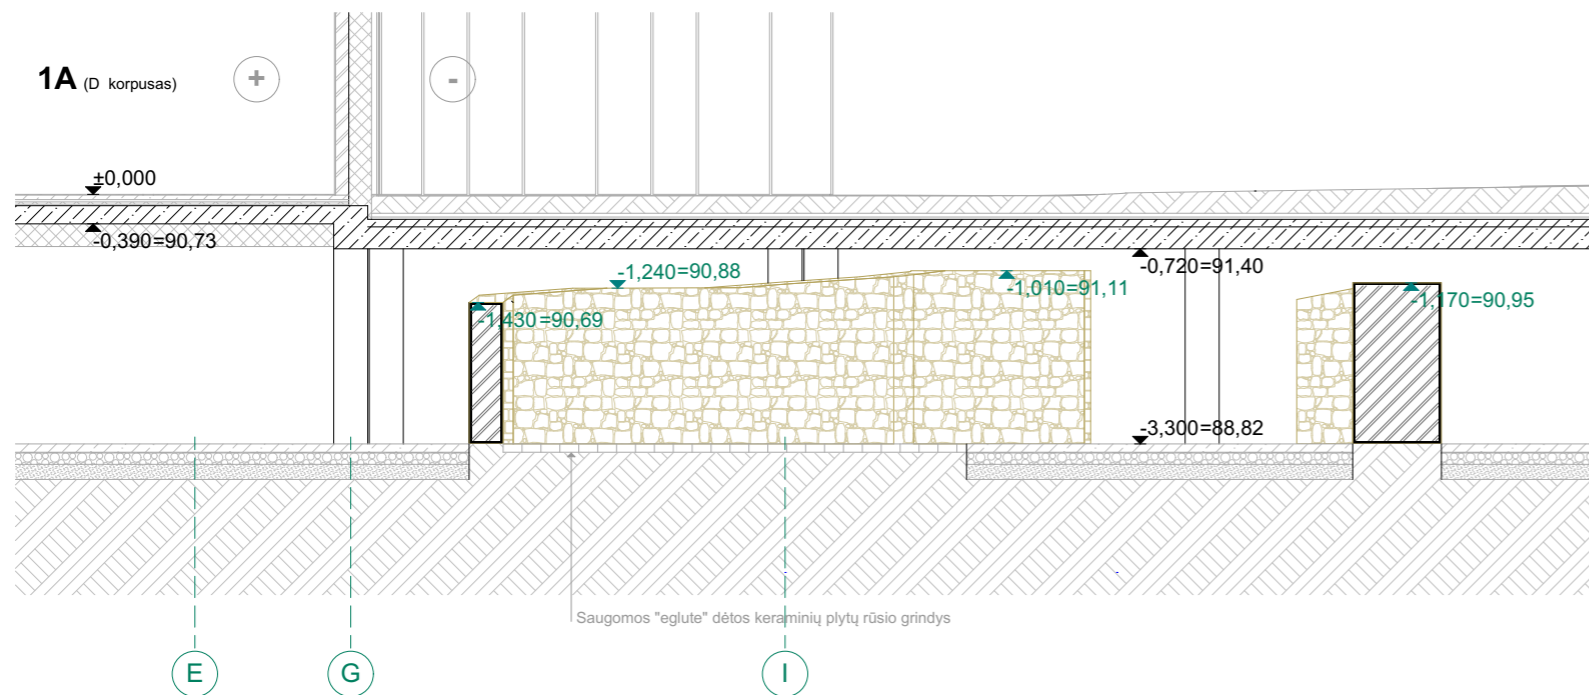 1A (D korpusas)
+
-
±0,000
-0,390=90,73
-1,240=90,88
-0,720=91,40
-1,010=91,11
-1,170=90,95
-1,430=90,69
-3,300=88,82
Saugomos "eglute" dėtos keraminių plytų rūsio grindys
E
G
I